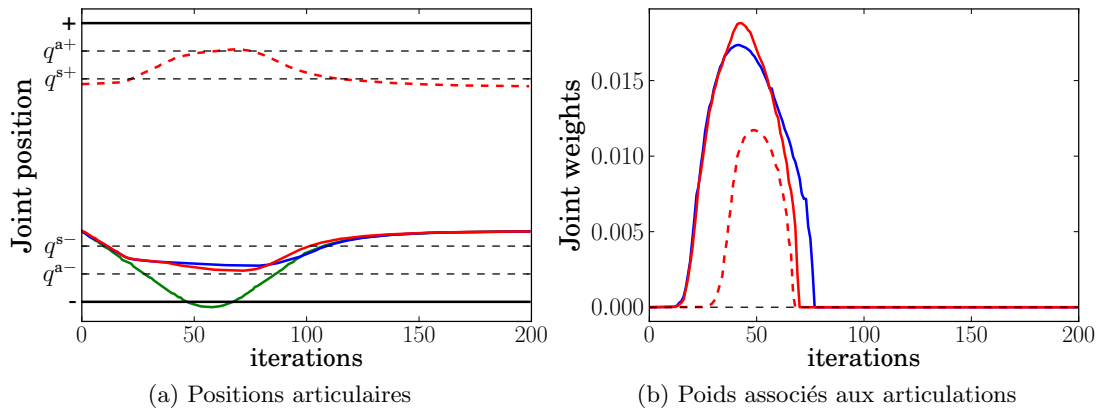 +
q^{a+}
q^{s+}
Joint position
q^{s−}
q^{a−}
-
0 50 100 150 200
iterations
(a) Positions articulaires
0.015
0.010
0.005
0.000
Joint weights
0 50 100 150 200
iterations
(b) Poids associés aux articulations